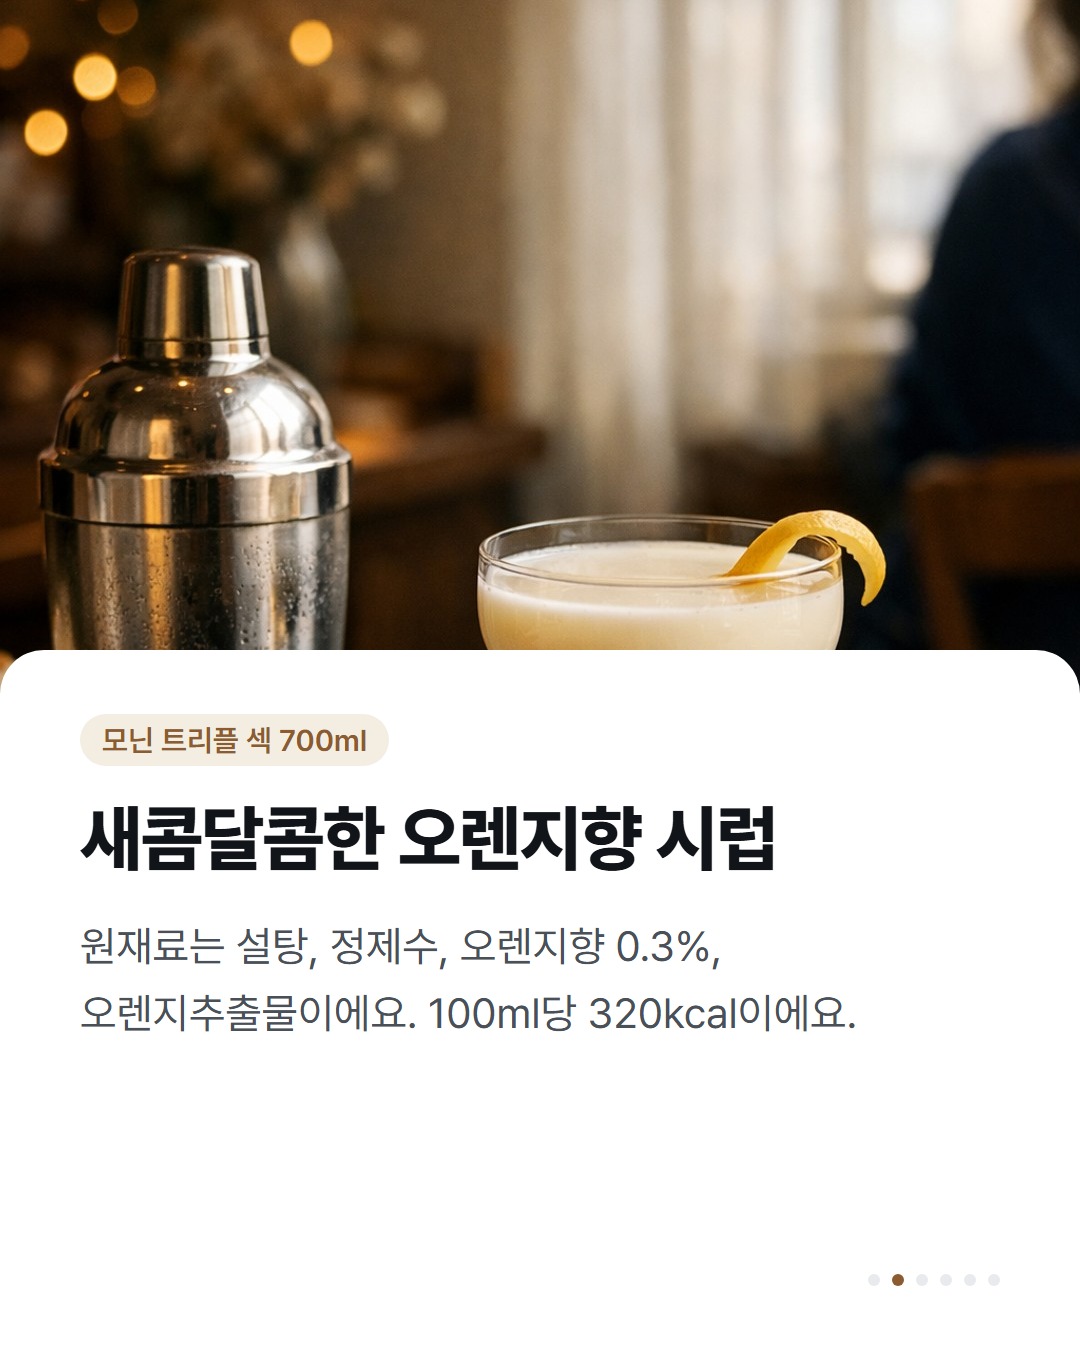 모닌 트리플 섹 700ml
새콤달콤한 오렌지향 시럽
원재료는 설탕, 정제수, 오렌지향 0.3%,
오렌지추출물이에요. 100ml당 320kcal이에요.